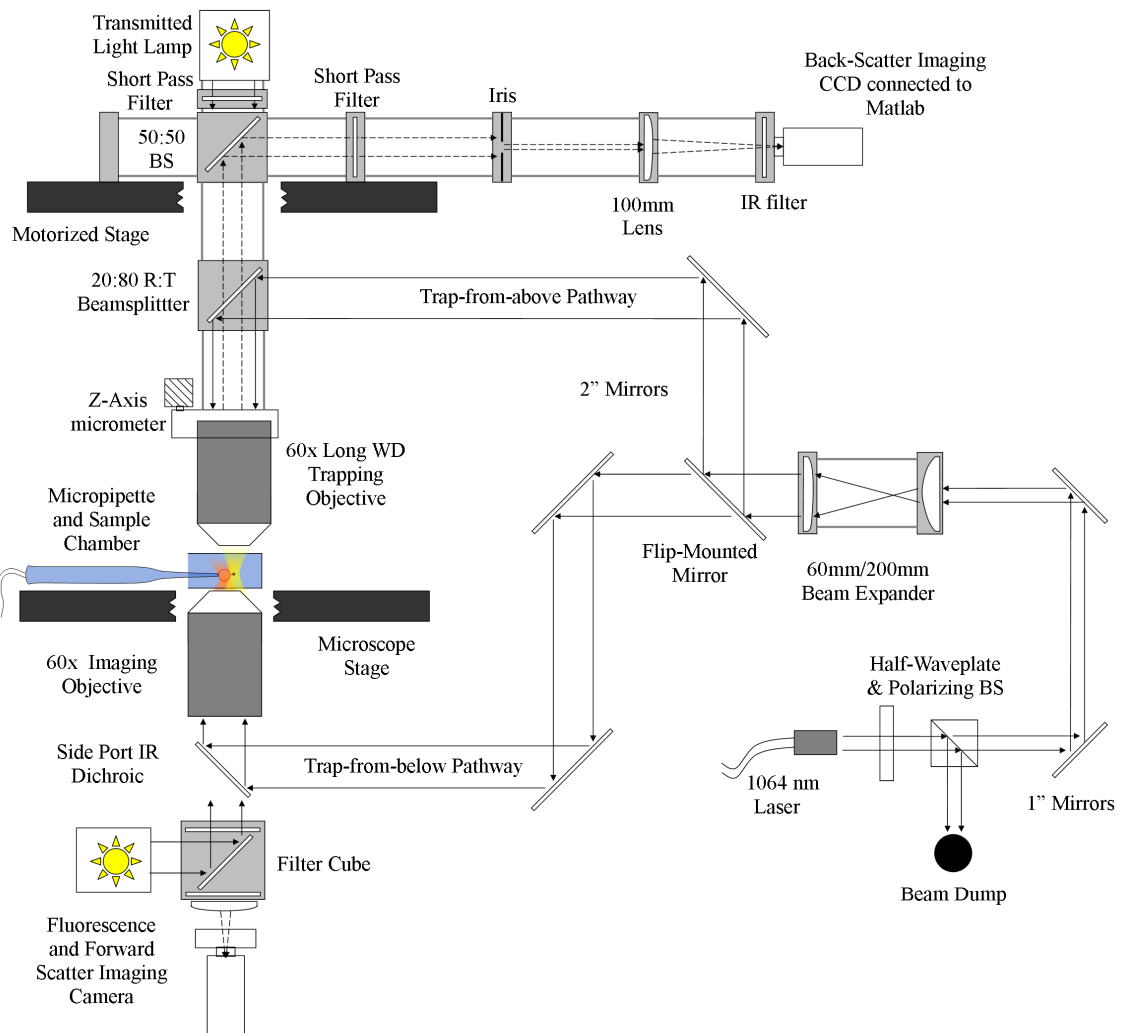 Transmitted
Light Lamp
Short Pass
Filter
Short Pass
Filter
Iris
Back-Scatter Imaging
CCD connected to
Matlab
50:50
BS
100mm
Lens
IR filter
Motorized Stage
20:80 R:T
Beamsplittter
Trap-from-above Pathway
2” Mirrors
Z-Axis
micrometer
60x Long WD
Trapping
Objective
Micropipette
and Sample
Chamber
Flip-Mounted
Mirror
60mm/200mm
Beam Expander
Microscope
Stage
60x Imaging
Objective
Half-Waveplate
& Polarizing BS
Side Port IR
Dichroic
Trap-from-below Pathway
1064 nm
Laser
1” Mirrors
Filter Cube
Beam Dump
Fluorescence
and Forward
Scatter Imaging
Camera